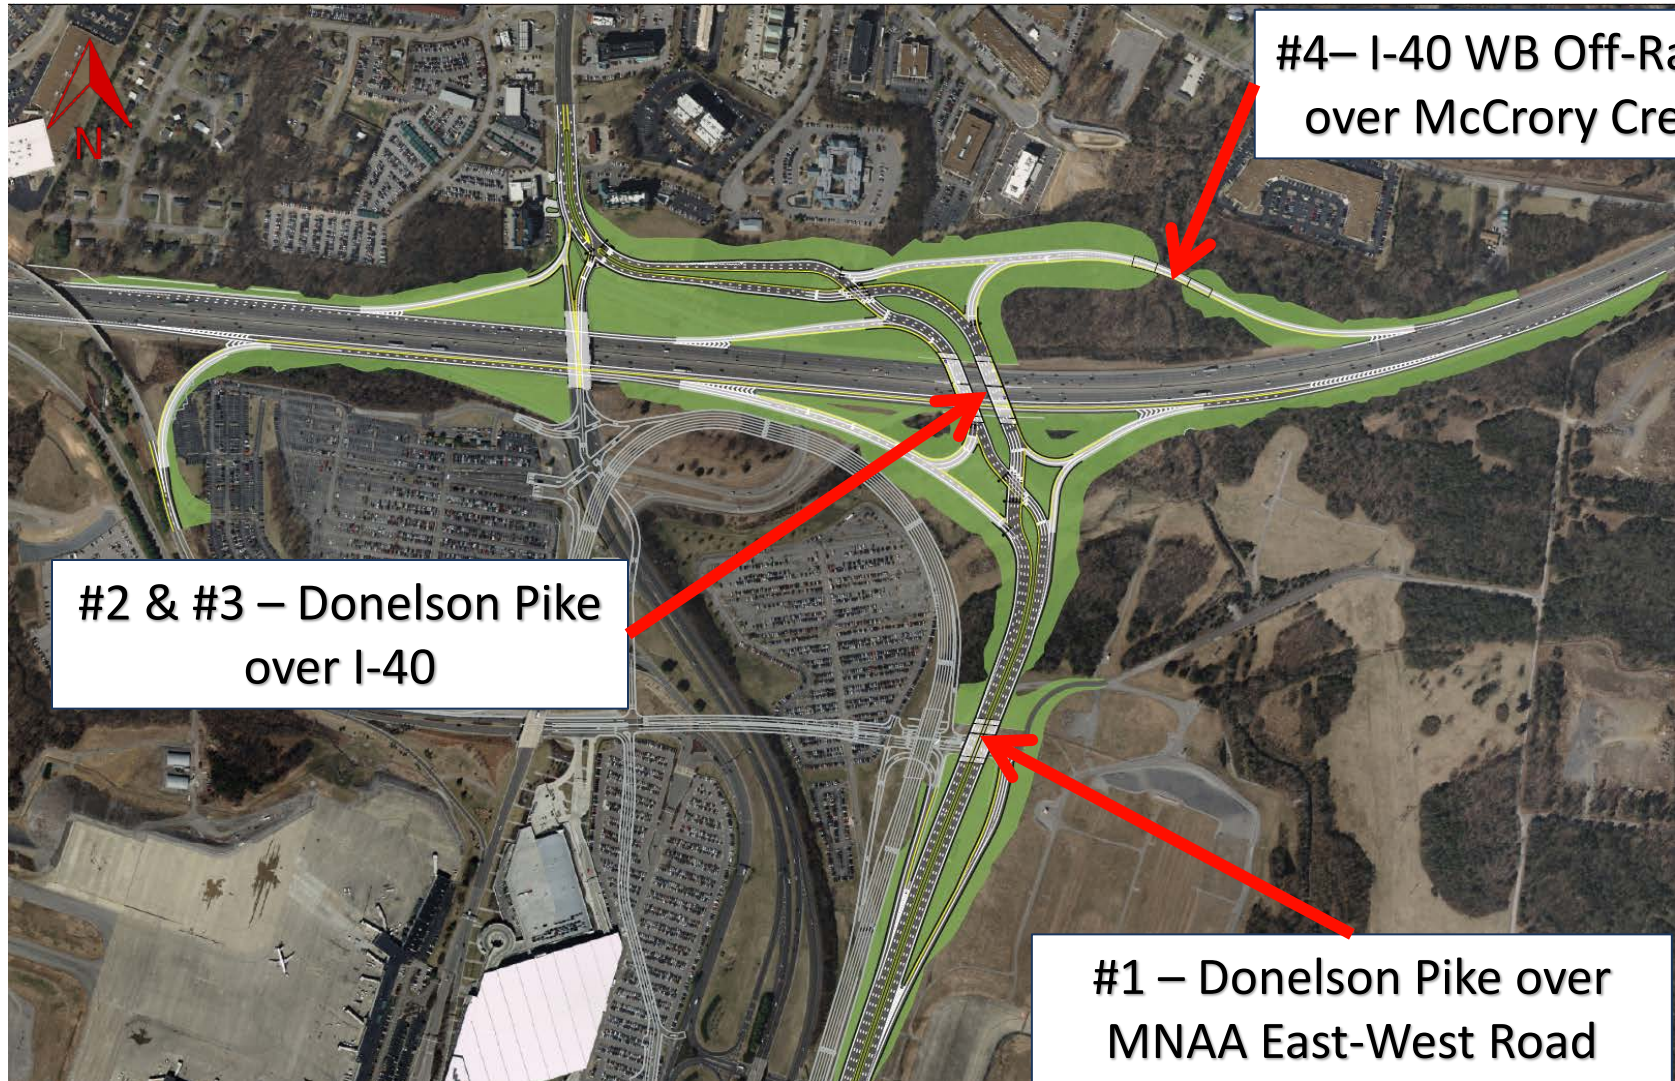 #4– I-40 WB Off-Ra
over McCrory Cre
N
#2 & #3 – Donelson Pike
over I-40
#1 – Donelson Pike over
MNAA East-West Road